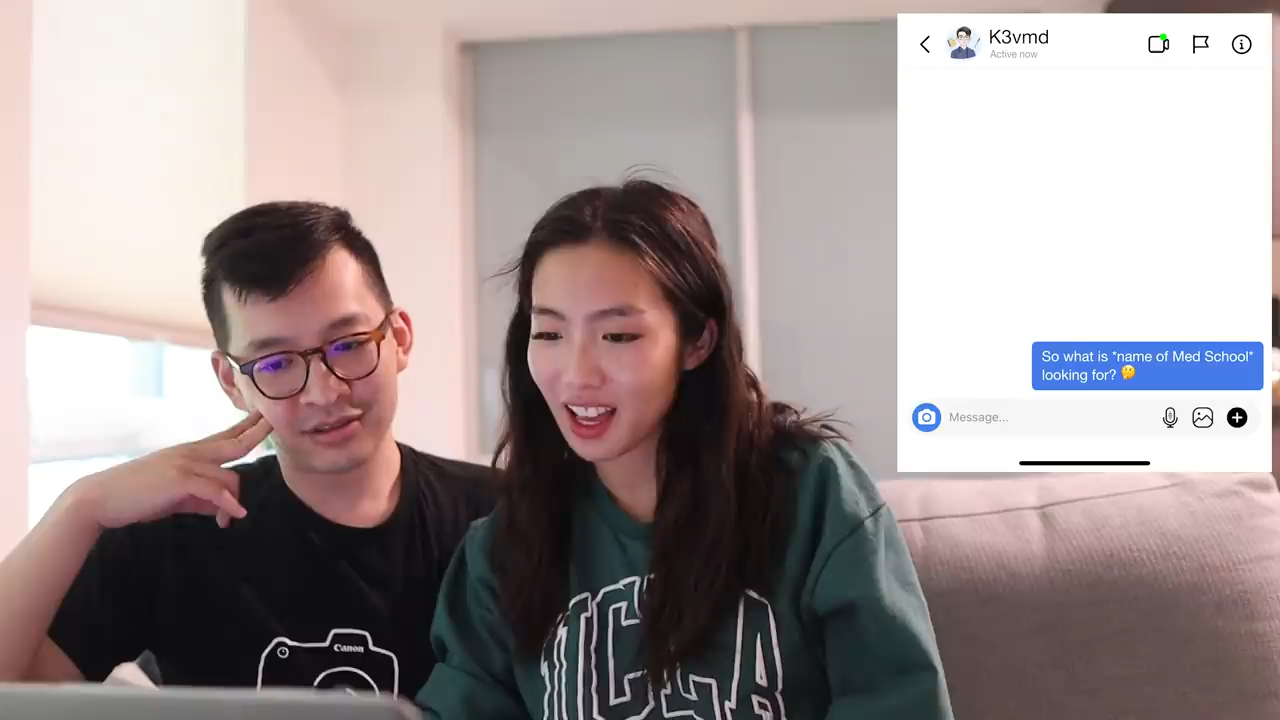 K3vmd
Active now
So what is *name of Med School*
looking for? 🤔
Message...
Canon
UCLA